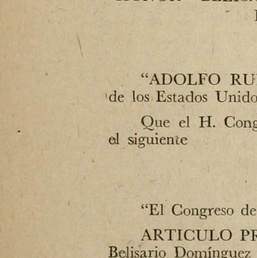 "ADOLFO RU
de los Estados Unido
Que el H. Cong
el siguiente
"El Congreso de
ARTICULO PR
Belisario Domínguez